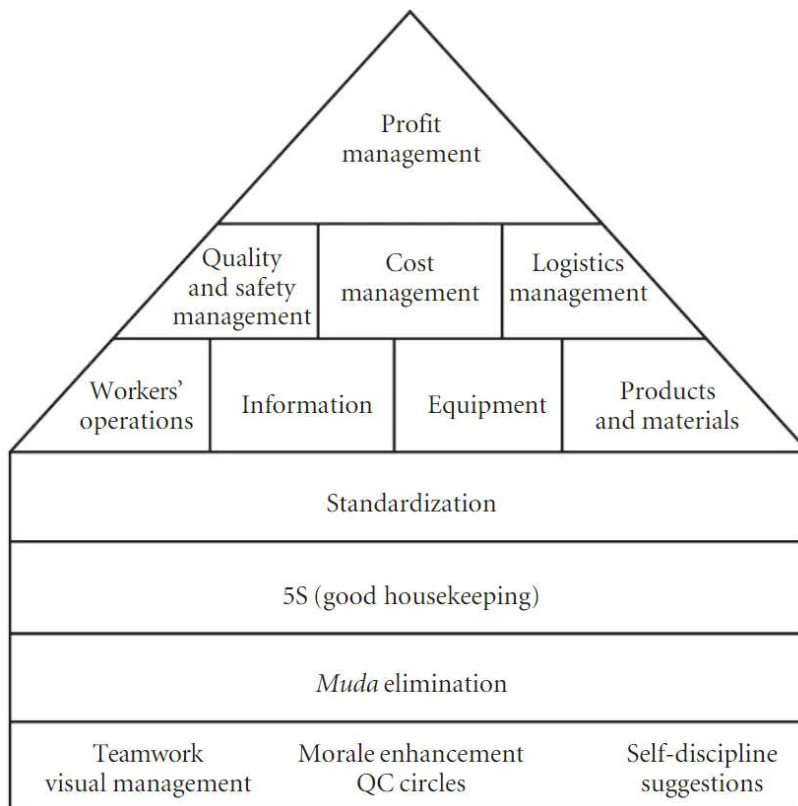 Profit
management
Quality
and safety
management
Cost
management
Logistics
management
Workers’
operations
Information
Equipment
Products
and materials
Standardization
5S (good housekeeping)
Muda elimination
Teamwork
visual management
Morale enhancement
QC circles
Self-discipline
suggestions